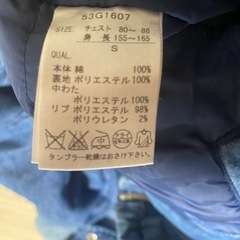 53G1607
SIZE チェスト 80〜 88
身 長 155〜165
S
QUAL.
本体 綿 100%
裏地 ポリエステル 100%
中わた
ポリエステル 100%
リブ ポリエステル 98%
ポリウレタン 2%
タンブラー乾燥はおさけ下さい。